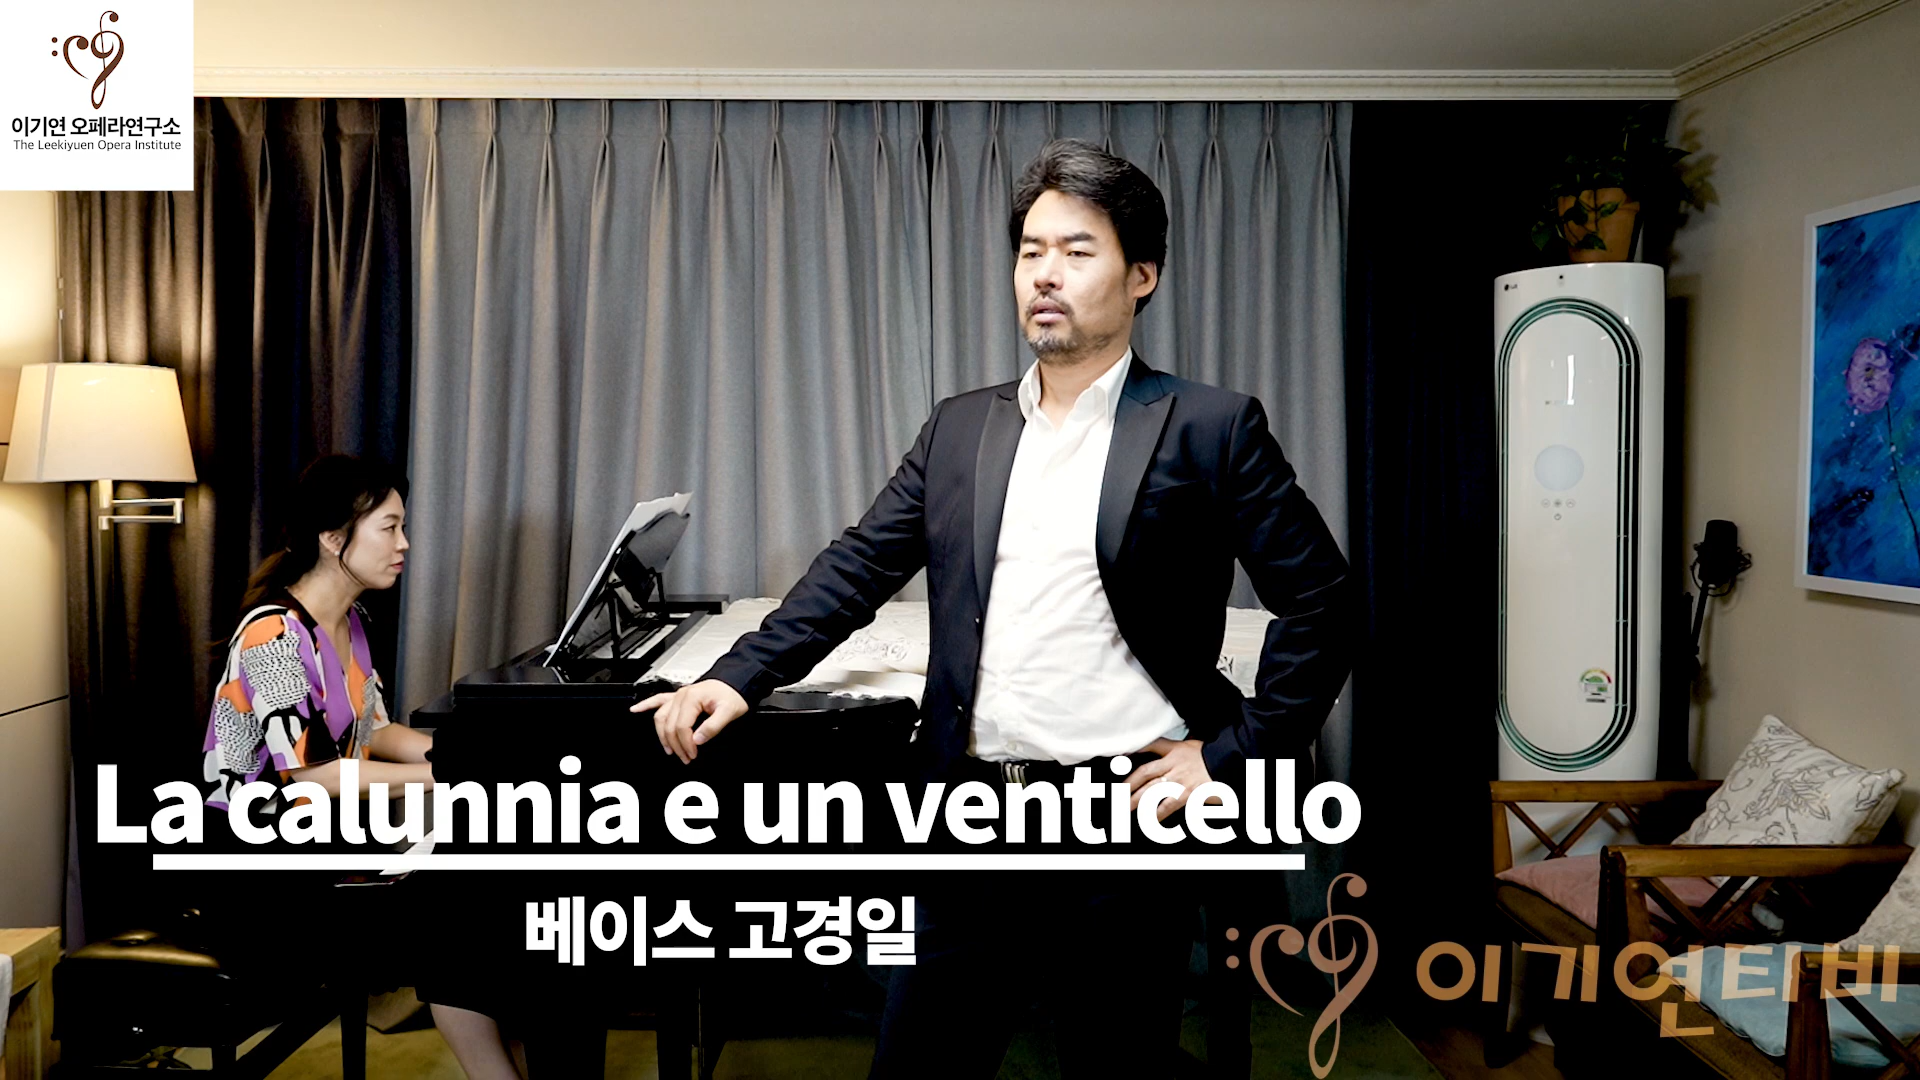 이기연 오페라연구소
The Leekiyuen Opera Institute
LG
La calunnia e un venticello
베이스 고경일
이기연티비